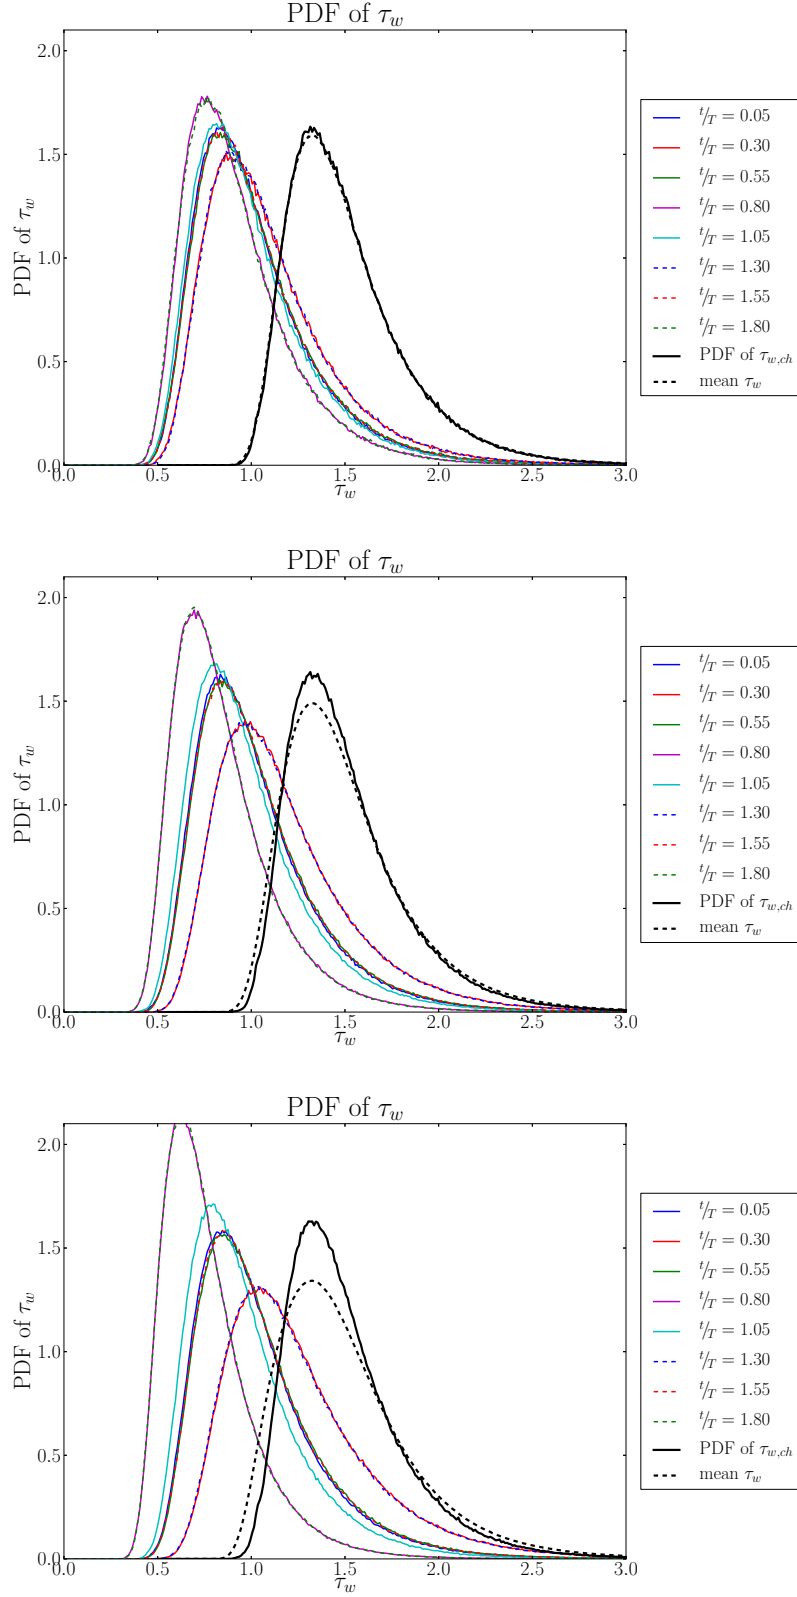 PDF of τ_w
PDF of τ_w
2.0
1.5
1.0
0.5
0.0
0.0 0.5 1.0 1.5 2.0 2.5 3.0
τ_w
t/T = 0.05
t/T = 0.30
t/T = 0.55
t/T = 0.80
t/T = 1.05
t/T = 1.30
t/T = 1.55
t/T = 1.80
PDF of τ_{w,ch}
mean τ_w
PDF of τ_w
PDF of τ_w
2.0
1.5
1.0
0.5
0.0
0.0 0.5 1.0 1.5 2.0 2.5 3.0
τ_w
t/T = 0.05
t/T = 0.30
t/T = 0.55
t/T = 0.80
t/T = 1.05
t/T = 1.30
t/T = 1.55
t/T = 1.80
PDF of τ_{w,ch}
mean τ_w
PDF of τ_w
PDF of τ_w
2.0
1.5
1.0
0.5
0.0
0.0 0.5 1.0 1.5 2.0 2.5 3.0
τ_w
t/T = 0.05
t/T = 0.30
t/T = 0.55
t/T = 0.80
t/T = 1.05
t/T = 1.30
t/T = 1.55
t/T = 1.80
PDF of τ_{w,ch}
mean τ_w